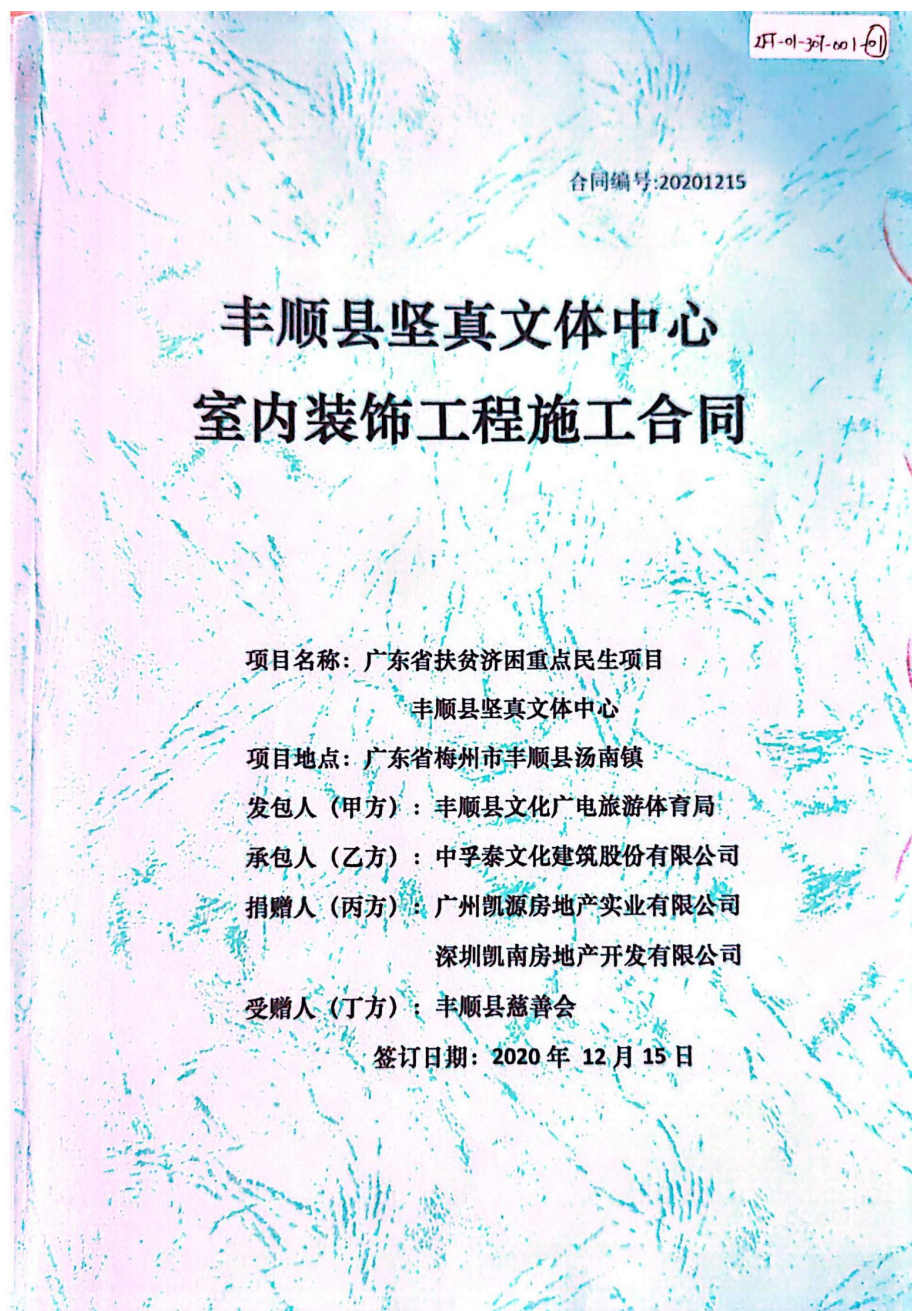 合同编号:20201215
丰顺县坚真文体中心
室内装饰工程施工合同
项目名称：广东省扶贫济困重点民生项目
丰顺县坚真文体中心
项目地点：广东省梅州市丰顺县汤南镇
发包人（甲方）：丰顺县文化广电旅游体育局
承包人（乙方）：中孚泰文化建筑股份有限公司
捐赠人（丙方）：广州凯源房地产实业有限公司
深圳凯南房地产开发有限公司
受赠人（丁方）：丰顺县慈善会
签订日期：2020 年 12 月 15 日